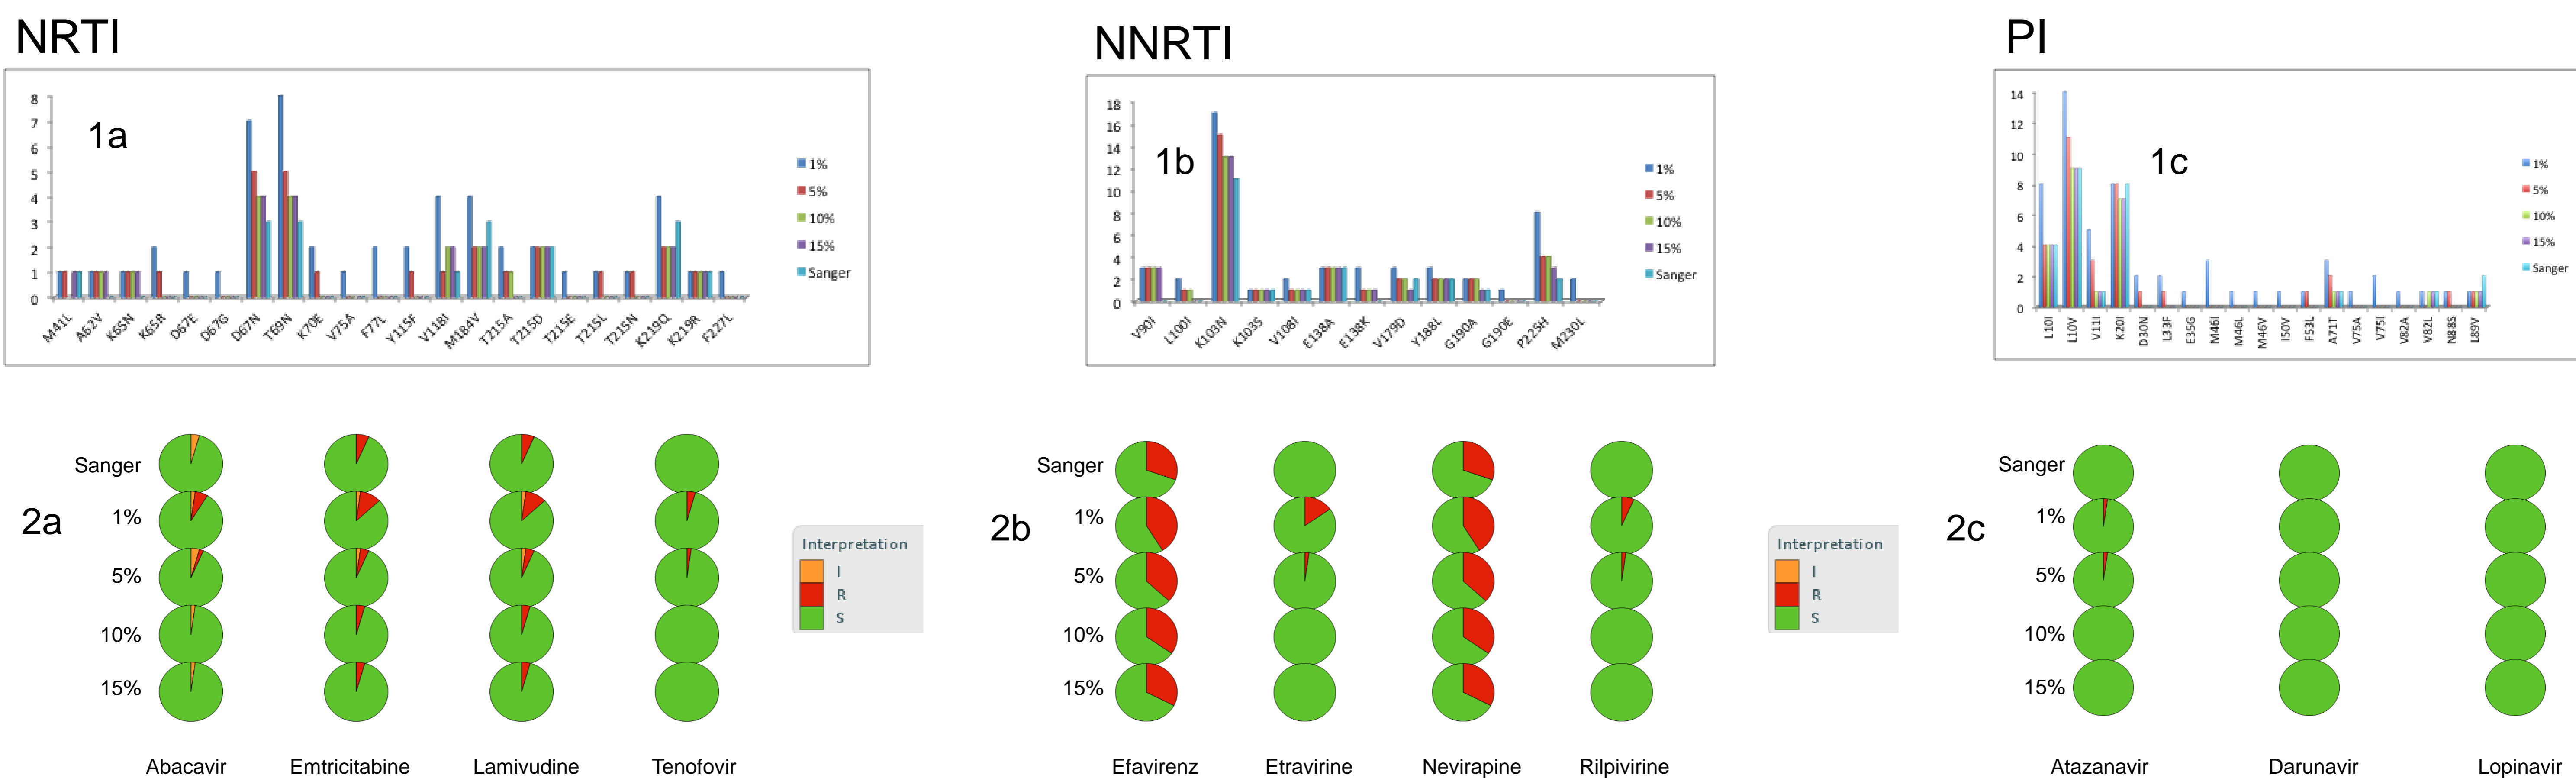 NRTI
NNRTI
PI
1a
8
7
6
5
4
3
2
1
0
M41L A62V K65N K65R D67E D67G D67N T69N K70E V75A F77L Y115F V118I M184V T215A T215D T215E T215L T215N K219Q K219R F227L
1%
5%
10%
15%
Sanger
1b
18
16
14
12
10
8
6
4
2
0
V90I L100I K103N K103S V108I E138A E138K V179D Y188L G190A G190E P225H M230L
1%
5%
10%
15%
Sanger
1c
14
12
10
8
6
4
2
0
L10I L10V V11I K20I D30N L33F E35G M46I M46L M46V I50V F53L A71T V75A V75I V82A V82L N88S L89V
1%
5%
10%
15%
Sanger
2a
Sanger
1%
5%
10%
15%
Abacavir Emtricitabine Lamivudine Tenofovir
Interpretation
I
R
S
2b
Sanger
1%
5%
10%
15%
Efavirenz Etravirine Nevirapine Rilpivirine
Interpretation
I
R
S
2c
Sanger
1%
5%
10%
15%
Atazanavir Darunavir Lopinavir